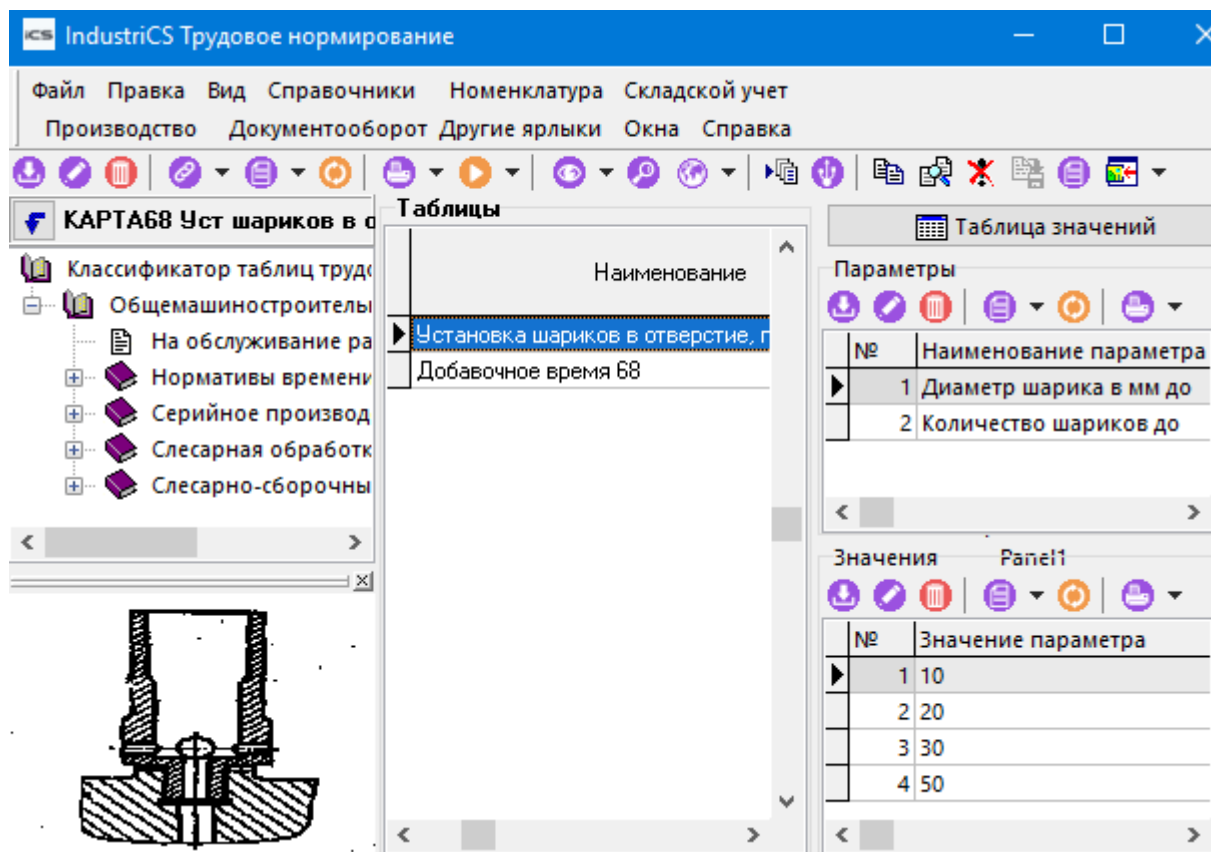 iCS IndustriCS Трудовое нормирование
Файл Правка Вид Справочники Номенклатура Складской учет
Производство Документооборот Другие ярлыки Окна Справка
КАРТА68 Уст шариков в о
Классификатор таблиц трудо
Общемашиностроительы
На обслуживание ра
Нормативы времени
Серийное производ
Слесарная обработк
Слесарно-сборочны
Таблицы
Наименование
Установка шариков в отверстие, г
Добавочное время 68
Таблица значений
Параметры
№ Наименование параметра
1 Диаметр шарика в мм до
2 Количество шариков до
Значения Panel1
№ Значение параметра
1 10
2 20
3 30
4 50